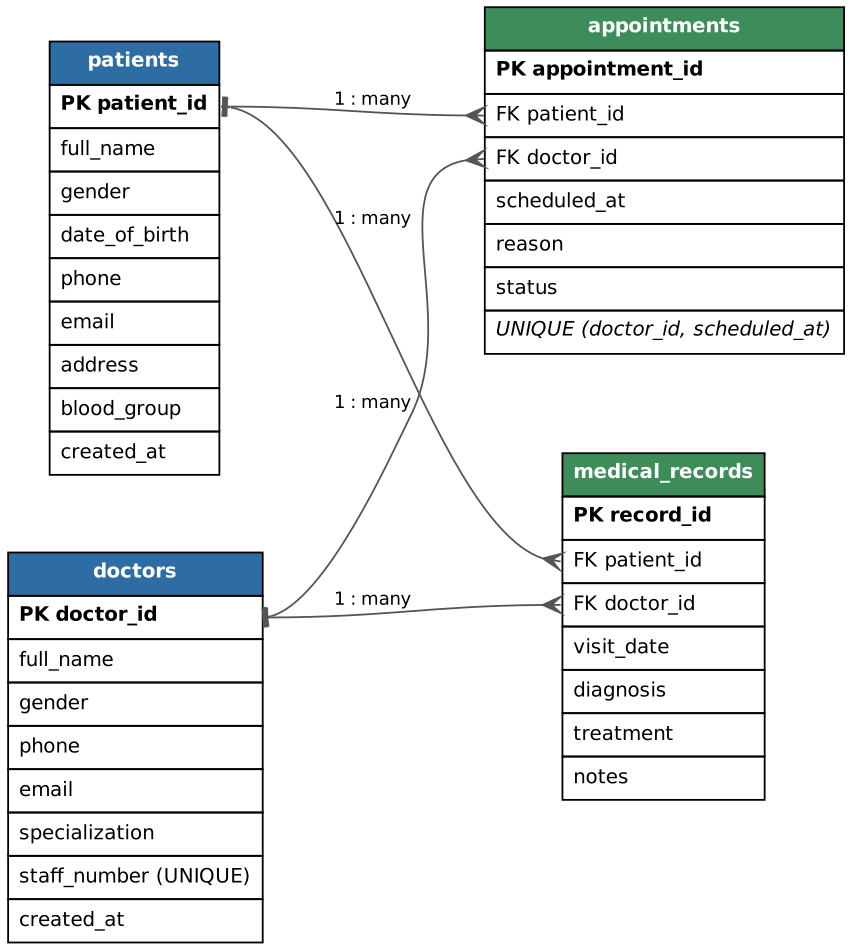 patients
PK patient_id
full_name
gender
date_of_birth
phone
email
address
blood_group
created_at
appointments
PK appointment_id
FK patient_id
FK doctor_id
scheduled_at
reason
status
UNIQUE (doctor_id, scheduled_at)
1 : many
1 : many
1 : many
1 : many
doctors
PK doctor_id
full_name
gender
phone
email
specialization
staff_number (UNIQUE)
created_at
medical_records
PK record_id
FK patient_id
FK doctor_id
visit_date
diagnosis
treatment
notes